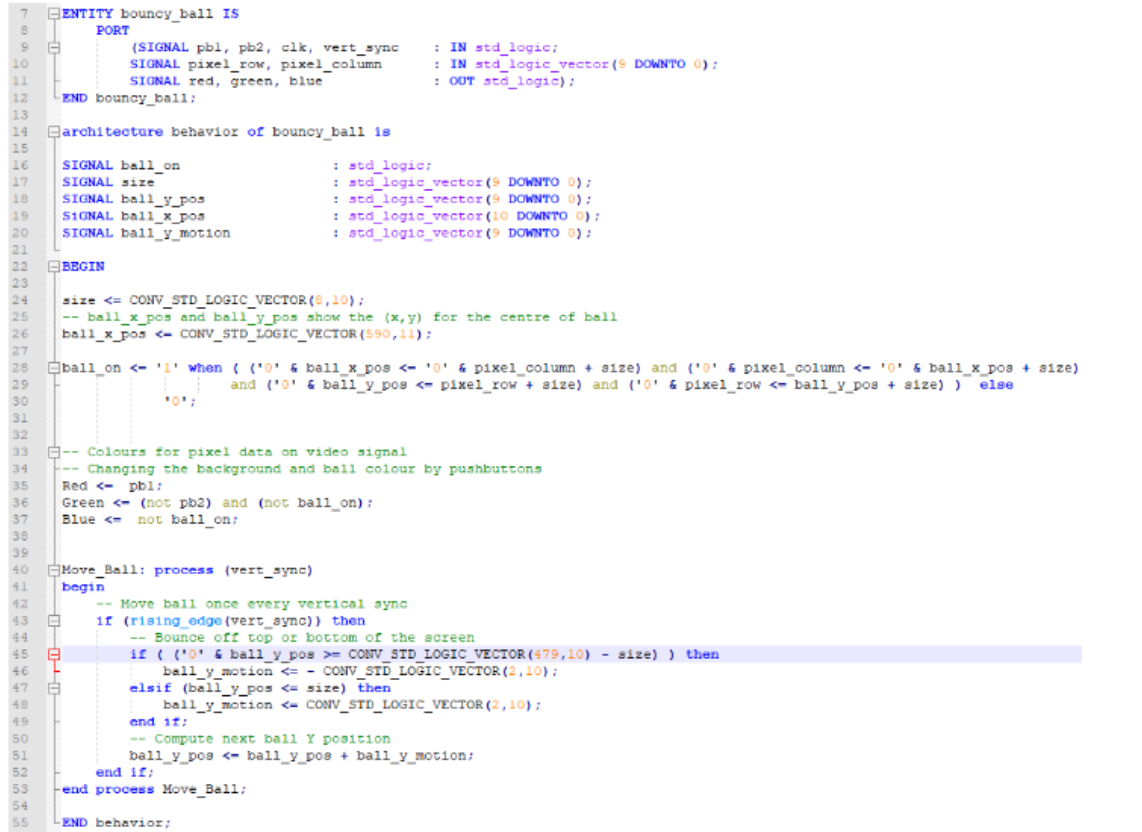 7 ENTITY bouncy_ball IS
8 PORT
9 (SIGNAL pb1, pb2, clk, vert_sync : IN std_logic;
10 SIGNAL pixel_row, pixel_column : IN std_logic_vector(9 DOWNTO 0);
11 SIGNAL red, green, blue : OUT std_logic);
12 END bouncy_ball;
13
14 architecture behavior of bouncy_ball is
15
16 SIGNAL ball_on : std_logic;
17 SIGNAL size : std_logic_vector(9 DOWNTO 0);
18 SIGNAL ball_y_pos : std_logic_vector(9 DOWNTO 0);
19 SiGNAL ball_x_pos : std_logic_vector(10 DOWNTO 0);
20 SIGNAL ball_y_motion : std_logic_vector(9 DOWNTO 0);
21
22 BEGIN
23
24 size <= CONV_STD_LOGIC_VECTOR(8,10);
25 -- ball_x_pos and ball_y_pos show the (x,y) for the centre of ball
26 ball_x_pos <= CONV_STD_LOGIC_VECTOR(590,11);
27
28 ball_on <= '1' when ( ('0' & ball_x_pos <= '0' & pixel_column + size) and ('0' & pixel_column <= '0' & ball_x_pos + size)
29 and ('0' & ball_y_pos <= pixel_row + size) and ('0' & pixel_row <= ball_y_pos + size) ) else
30 '0';
31
32
33 -- Colours for pixel data on video signal
34 -- Changing the background and ball colour by pushbuttons
35 Red <= pb1;
36 Green <= (not pb2) and (not ball_on);
37 Blue <= not ball_on;
38
39
40 Move_Ball: process (vert_sync)
41 begin
42 -- Move ball once every vertical sync
43 if (rising_edge(vert_sync)) then
44 -- Bounce off top or bottom of the screen
45 if ( ('0' & ball_y_pos >= CONV_STD_LOGIC_VECTOR(479,10) - size) ) then
46 ball_y_motion <= - CONV_STD_LOGIC_VECTOR(2,10);
47 elsif (ball_y_pos <= size) then
48 ball_y_motion <= CONV_STD_LOGIC_VECTOR(2,10);
49 end if;
50 -- Compute next ball Y position
51 ball_y_pos <= ball_y_pos + ball_y_motion;
52 end if;
53 end process Move_Ball;
54
55 END behavior;